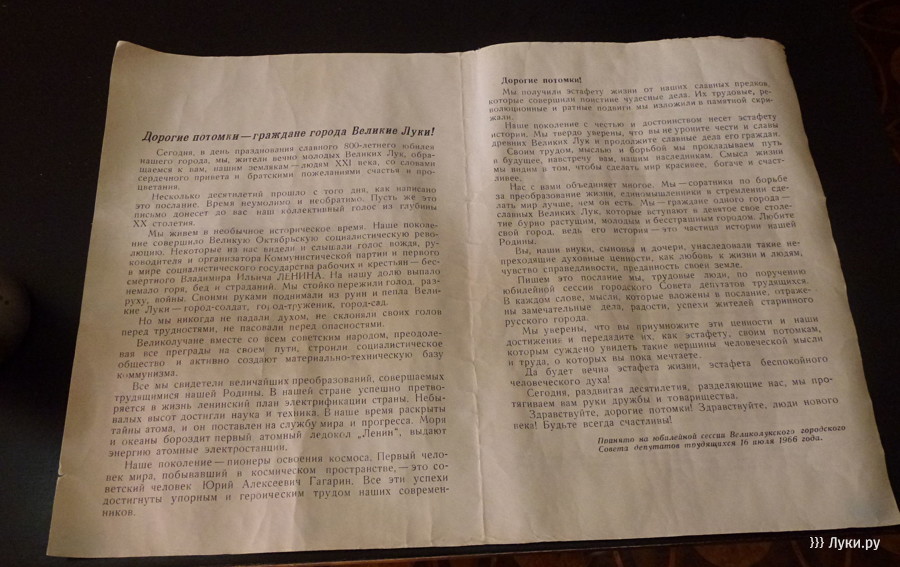 Дорогие потомки — граждане города Великие Луки!
Сегодня, в день празднования славного 800-летнего юбилея
нашего города, мы, жители вечно молодых Великих Лук, обра-
щаемся к вам, нашим землякам — людям XXI века, со словами
сердечного привета и братскими пожеланиями счастья и про-
цветания.
Несколько десятилетий прошло с того дня, как написано
это послание. Время неумолимо и необратимо. Пусть же это
письмо донесет до вас наш коллективный голос из глубины
XX столетия.
Мы живем в необычное историческое время. Наше поколе-
ние совершило Великую Октябрьскую социалистическую рево-
люцию. Некоторые из нас видели и слышали голос вождя, ру-
ководителя и организатора Коммунистической партии и первого
в мире социалистического государства рабочих и крестьян — бес-
смертного Владимира Ильича ЛЕНИНА. На нашу долю выпало
немало горя, бед и страданий. Мы стойко пережили голод, раз-
руху, войны. Своими руками поднимали из руин и пепла Вели-
кие Луки — город-солдат, город-труженик, город-сад.
Но мы никогда не падали духом, не склоняли своих голов
перед трудностями, не пасовали перед опасностями.
Великолучане вместе со всем советским народом, преодоле-
вая все преграды на своем пути, строили социалистическое
общество и активно создают материально-техническую базу
коммунизма.
Все мы свидетели величайших преобразований, совершаемых
трудящимися нашей Родины. В нашей стране успешно претво-
ряется в жизнь ленинский план электрификации страны. Небы-
валых высот достигли наука и техника. В наше время раскрыты
тайны атома, и он поставлен на службу мира и прогресса. Моря
и океаны бороздит первый атомный ледокол „Ленин", выдают
энергию атомные электростанции.
Наше поколение — пионеры освоения космоса. Первый чело-
век мира, побывавший в космическом пространстве, — это со-
ветский человек Юрий Алексеевич Гагарин. Все эти успехи
достигнуты упорным и героическим трудом наших современ-
ников.
Дорогие потомки!
Мы получили эстафету жизни от наших славных предков,
которые совершили поистине чудесные дела. Их трудовые, ре-
волюционные и ратные подвиги мы изложили в памятной скри-
жали.
Наше поколение с честью и достоинством несет эстафету
истории. Мы твердо уверены, что вы не уроните чести и славы
древних Великих Лук и продолжите славные дела его граждан.
Своим трудом, мыслью и борьбой мы прокладываем путь
в будущее, навстречу вам, нашим наследникам. Смысл жизни
мы видим в том, чтобы сделать мир красивее, богаче и счаст-
ливее.
Нас с вами объединяет многое. Мы — соратники по борьбе
за преобразование жизни, единомышленники в стремлении сде-
лать мир лучше, чем он есть. Мы — граждане одного города —
славных Великих Лук, которые вступают в девятое свое столе-
тие бурно растущим, молодым и бесстрашным городом. Любите
свой город, ведь его история — это частица истории нашей
Родины.
Вы, наши внуки, сыновья и дочери, унаследовали такие не-
преходящие духовные ценности, как любовь к жизни и людям,
чувство справедливости, преданность своей земле.
Пишем это послание мы, трудовые люди, по поручению
юбилейной сессии городского Совета депутатов трудящихся.
В каждом слове, мысли, которые вложены в послание, отраже-
ны замечательные дела, радости, успехи жителей старинного
русского города.
Мы уверены, что вы приумножите эти ценности и наши
достижения и передадите их, как эстафету, своим потомкам,
которым суждено увидеть такие вершины человеческой мысли
и труда, о которых вы пока мечтаете.
Да будет вечна эстафета жизни, эстафета беспокойного
человеческого духа!
Сегодня, раздвигая десятилетия, разделяющие нас, мы про-
тягиваем вам руки дружбы и товарищества.
Здравствуйте, дорогие потомки! Здравствуйте, люди нового
века! Будьте всегда счастливы!
Принято на юбилейной сессии Великолукского городского
Совета депутатов трудящихся 16 июля 1966 года.
))) Луки.ру